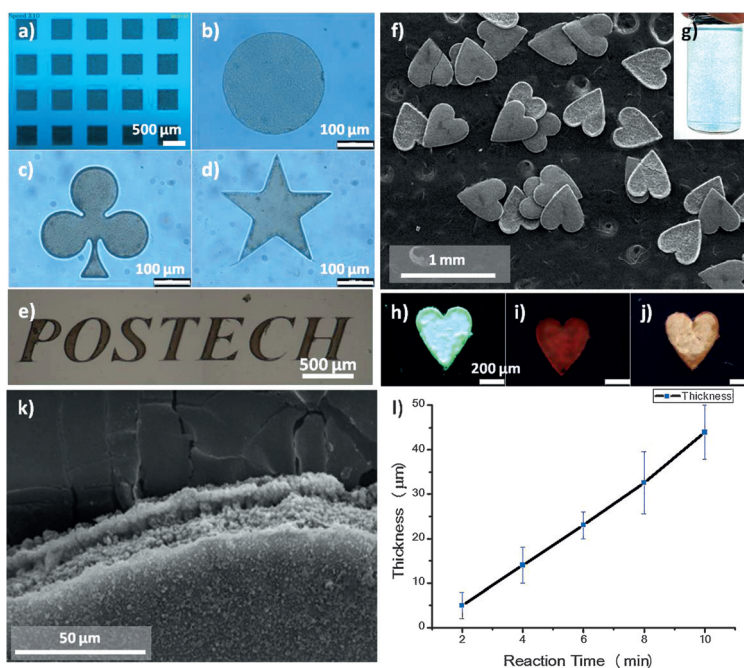 a)
500 µm
b)
100 µm
c)
100 µm
d)
100 µm
e)
POSTECH
500 µm
f)
1 mm
g)
h)
200 µm
i)
j)
k)
50 µm
l)
Thickness
Thickness (µm)
50
40
30
20
10
0
2 4 6 8 10
Reaction Time (min)